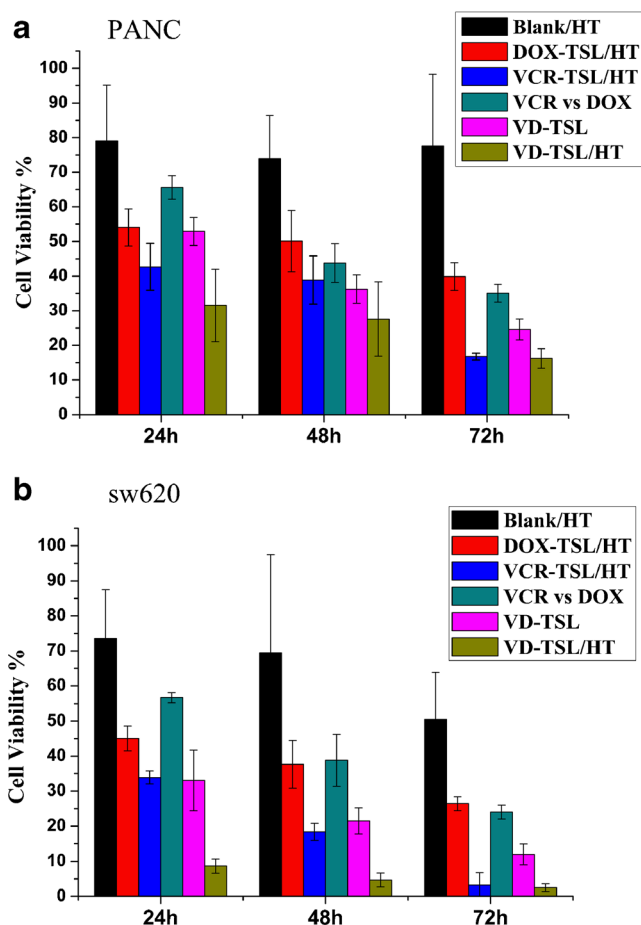 a
PANC
Blank/HT
DOX-TSL/HT
VCR-TSL/HT
VCR vs DOX
VD-TSL
VD-TSL/HT
Cell Viability %
100
90
80
70
60
50
40
30
20
10
0
24h
48h
72h
b
sw620
Blank/HT
DOX-TSL/HT
VCR-TSL/HT
VCR vs DOX
VD-TSL
VD-TSL/HT
Cell Viability %
100
90
80
70
60
50
40
30
20
10
0
24h
48h
72h